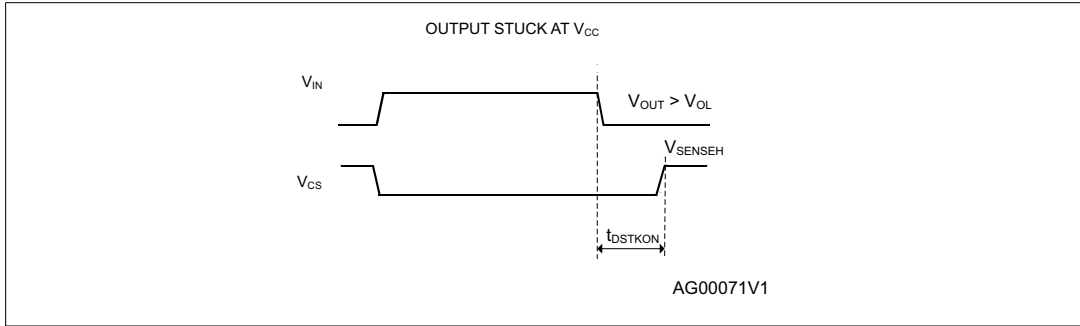 OUTPUT STUCK AT VCC
VIN
VOUT > VOL
VSENSEH
VCS
tDSTKON
AG00071V1